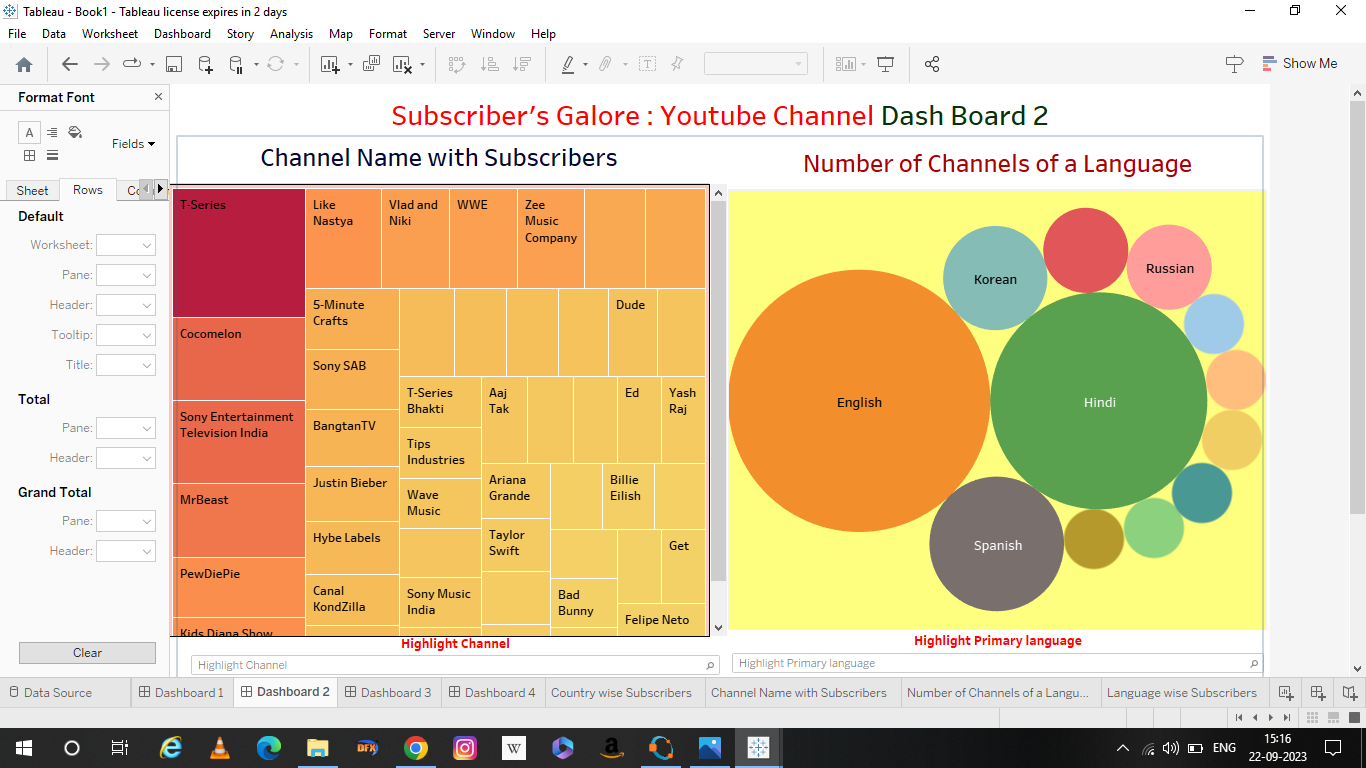 Tableau - Book1 - Tableau license expires in 2 days
File Data Worksheet Dashboard Story Analysis Map Format Server Window Help
Show Me
Format Font
A
Fields
Sheet Rows
Default
Worksheet:
Pane:
Header:
Tooltip:
Title:
Total
Pane:
Header:
Grand Total
Pane:
Header:
Clear
Subscriber’s Galore : Youtube Channel Dash Board 2
Channel Name with Subscribers
T-Series
Cocomelon
Sony Entertainment
Television India
MrBeast
PewDiePie
Kids Diana Show
Like
Nastya
Vlad and
Niki
WWE
Zee
Music
Company
5-Minute
Crafts
Sony SAB
BangtanTV
Justin Bieber
Hybe Labels
Canal
KondZilla
Dude
T-Series
Bhakti
Tips
Industries
Wave
Music
Sony Music
India
Aaj
Tak
Ed
Yash
Raj
Ariana
Grande
Taylor
Swift
Billie
Eilish
Get
Bad
Bunny
Felipe Neto
Highlight Channel
Highlight Channel
Number of Channels of a Language
English
Korean
Russian
Hindi
Spanish
Highlight Primary language
Highlight Primary language
Data Source Dashboard 1 Dashboard 2 Dashboard 3 Dashboard 4 Country wise Subscribers Channel Name with Subscribers Number of Channels of a Langu... Language wise Subscribers
DFX
W
a
ENG
15:16
22-09-2023